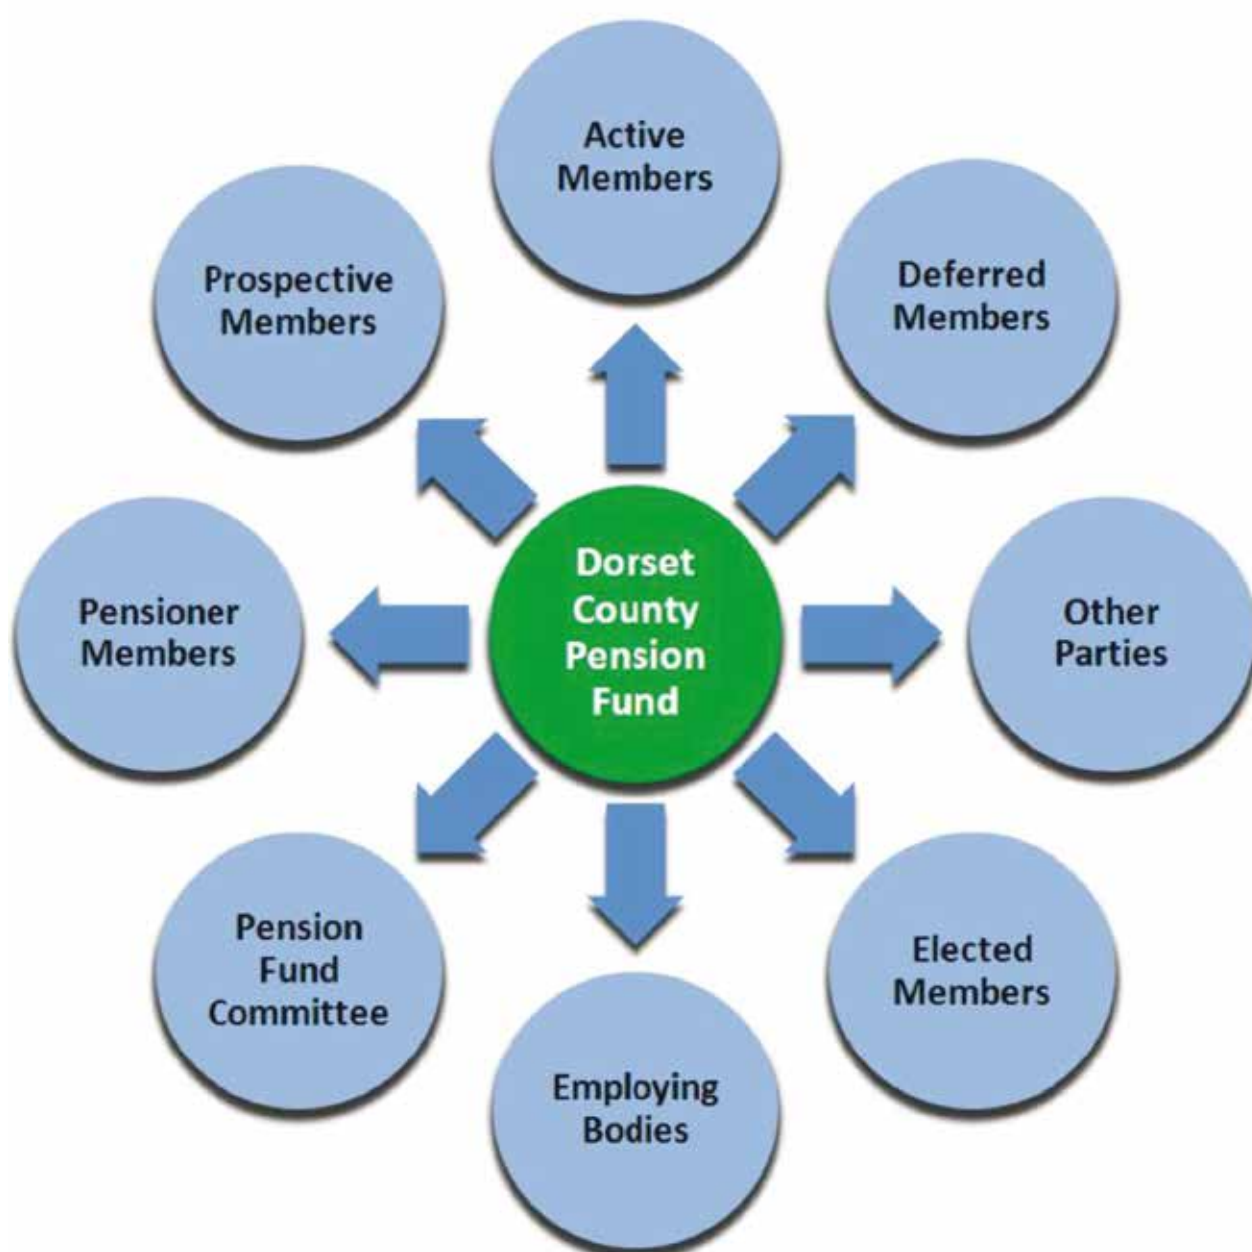 Active
Members
Prospective
Members
Deferred
Members
Pensioner
Members
Dorset
County
Pension
Fund
Other
Parties
Pension
Fund
Committee
Elected
Members
Employing
Bodies